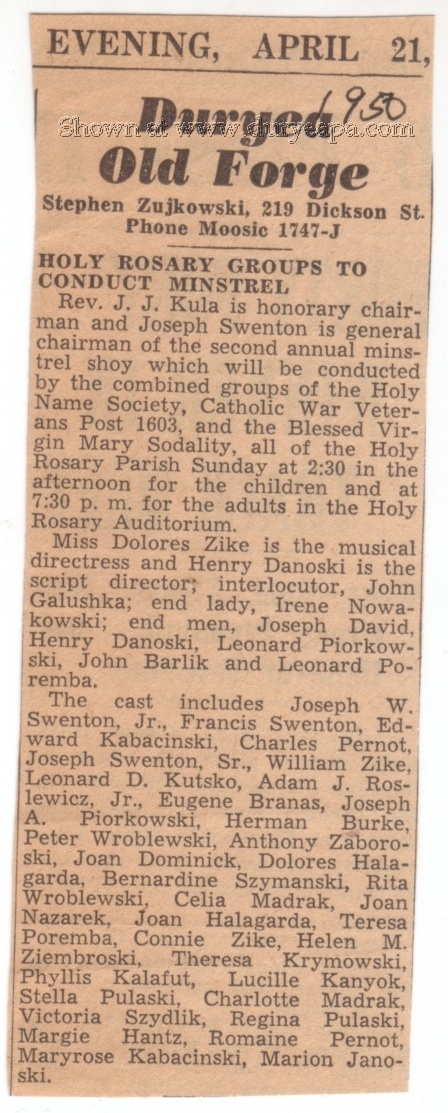 EVENING, APRIL 21,
1950
Duryea
Shown at www.duryeapa.com
Old Forge
Stephen Zujkowski, 219 Dickson St.
Phone Moosic 1747-J
HOLY ROSARY GROUPS TO
CONDUCT MINSTREL
Rev. J. J. Kula is honorary chair-
man and Joseph Swenton is general
chairman of the second annual mins-
trel shoy which will be conducted
by the combined groups of the Holy
Name Society, Catholic War Veter-
ans Post 1603, and the Blessed Vir-
gin Mary Sodality, all of the Holy
Rosary Parish Sunday at 2:30 in the
afternoon for the children and at
7:30 p. m. for the adults in the Holy
Rosary Auditorium.
Miss Dolores Zike is the musical
directress and Henry Danoski is the
script director; interlocutor, John
Galushka; end lady, Irene Nowa-
kowski; end men, Joseph David,
Henry Danoski, Leonard Piorkow-
ski, John Barlik and Leonard Po-
remba.
The cast includes Joseph W.
Swenton, Jr., Francis Swenton, Ed-
ward Kabacinski, Charles Pernot,
Joseph Swenton, Sr., William Zike,
Leonard D. Kutsko, Adam J. Ros-
lewicz, Jr., Eugene Branas, Joseph
A. Piorkowski, Herman Burke,
Peter Wroblewski, Anthony Zaboro-
ski, Joan Dominick, Dolores Hala-
garda, Bernardine Szymanski, Rita
Wroblewski, Celia Madrak, Joan
Nazarek, Joan Halagarda, Teresa
Poremba, Connie Zike, Helen M.
Ziembroski, Theresa Krymowski,
Phyllis Kalafut, Lucille Kanyok,
Stella Pulaski, Charlotte Madrak,
Victoria Szydlik, Regina Pulaski,
Margie Hantz, Romaine Pernot,
Maryrose Kabacinski, Marion Jano-
ski.